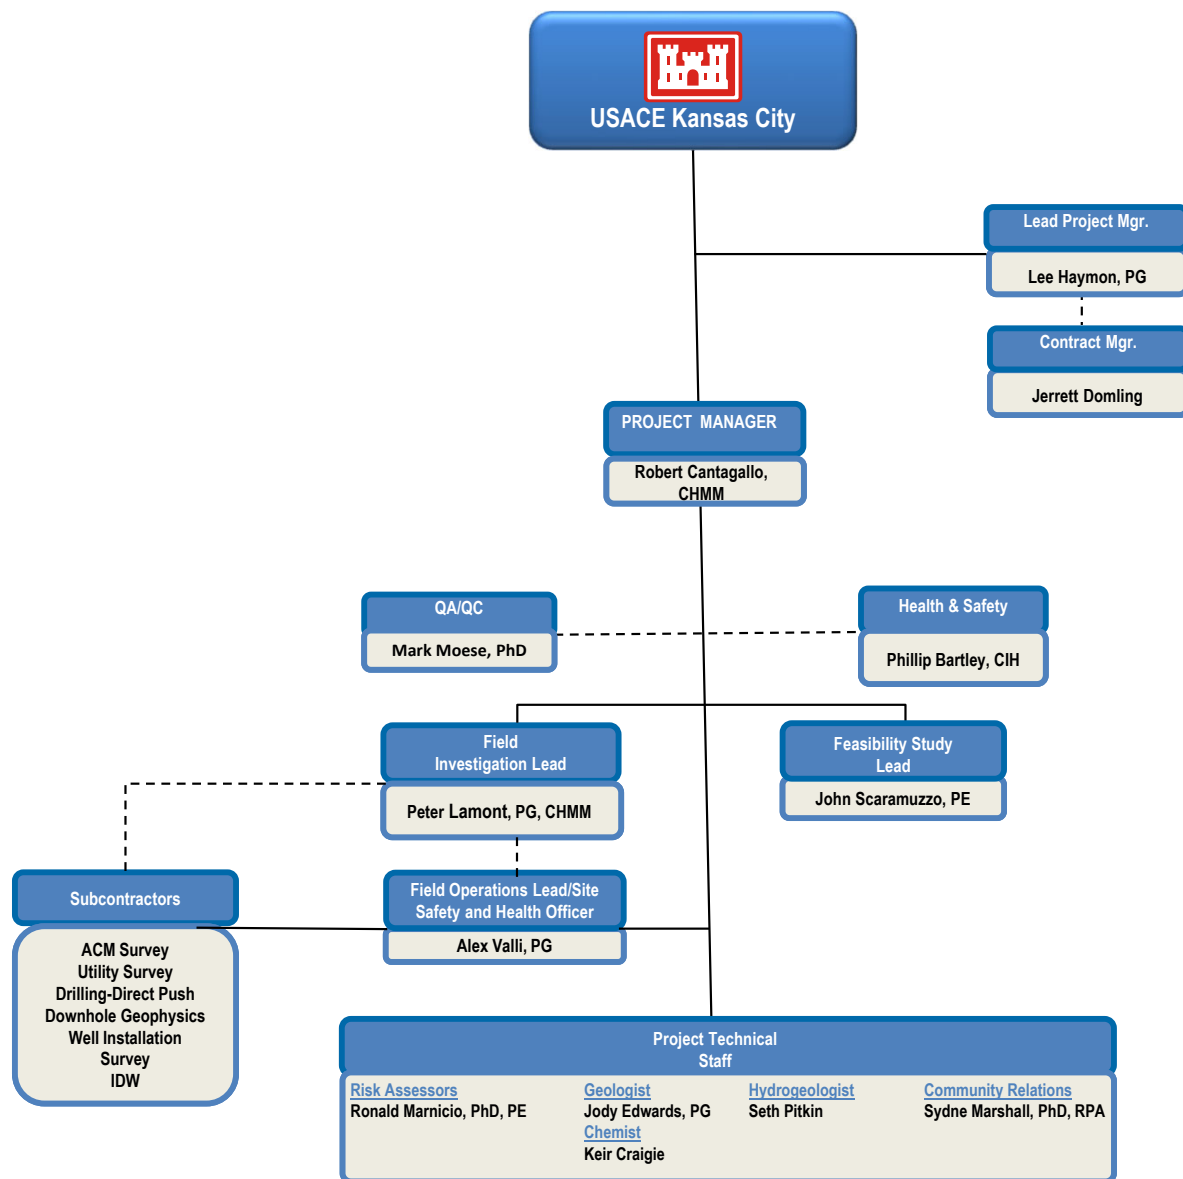 USACE Kansas City
Lead Project Mgr.
Lee Haymon, PG
Contract Mgr.
Jerrett Domling
PROJECT MANAGER
Robert Cantagallo,
CHMM
QA/QC
Mark Moese, PhD
Health & Safety
Phillip Bartley, CIH
Field
Investigation Lead
Peter Lamont, PG, CHMM
Feasibility Study
Lead
John Scaramuzzo, PE
Subcontractors
ACM Survey
Utility Survey
Drilling-Direct Push
Downhole Geophysics
Well Installation
Survey
IDW
Field Operations Lead/Site
Safety and Health Officer
Alex Valli, PG
Project Technical
Staff
Risk Assessors
Ronald Marnicio, PhD, PE
Geologist
Jody Edwards, PG
Chemist
Keir Craigie
Hydrogeologist
Seth Pitkin
Community Relations
Sydne Marshall, PhD, RPA